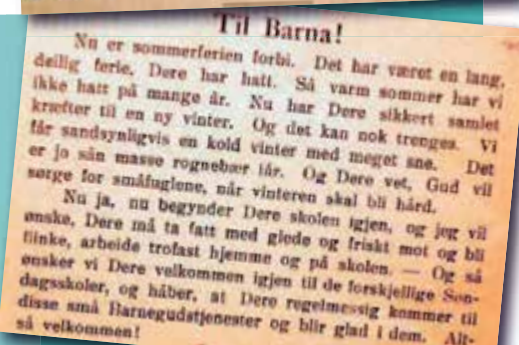 Til Barna!
Nu er sommerferien forbi. Det har været en lang,
deilig ferie, Dere har hatt. Så varm sommer har vi
ikke hatt på mange år. Nu har Dere sikkert samlet
kræfter til en ny vinter. Og det kan nok trenges. Vi
får sandsynligvis en kold vinter med meget sne. Det
er jo sån masse rognebær iår. Og Dere vet, Gud vil
sørge for småfuglene, når vinteren skal bli hård.
Nu ja, nu begynder Dere skolen igjen, og jeg vil
ønske, Dere må ta fatt med glede og friskt mot og bli
flinke, arbeide trofast hjemme og på skolen. — Og så
ønsker vi Dere velkommen igjen til de forskjellige Søn-
dagsskoler, og håber, at Dere regelmessig kommer til
disse små Barnegudstjenester og blir glad i dem. Alt-
så velkommen!